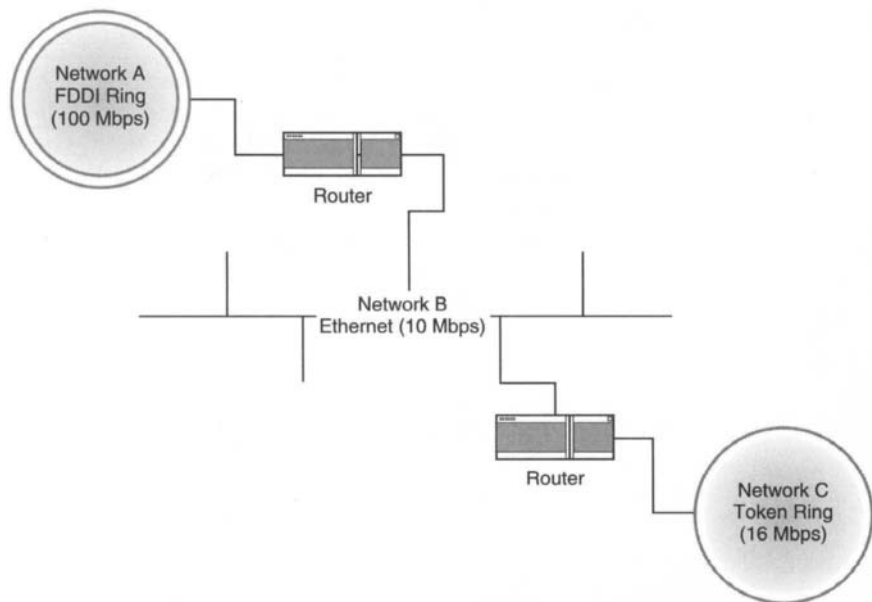 Network A
FDDI Ring
(100 Mbps)
Router
Network B
Ethernet (10 Mbps)
Router
Network C
Token Ring
(16 Mbps)